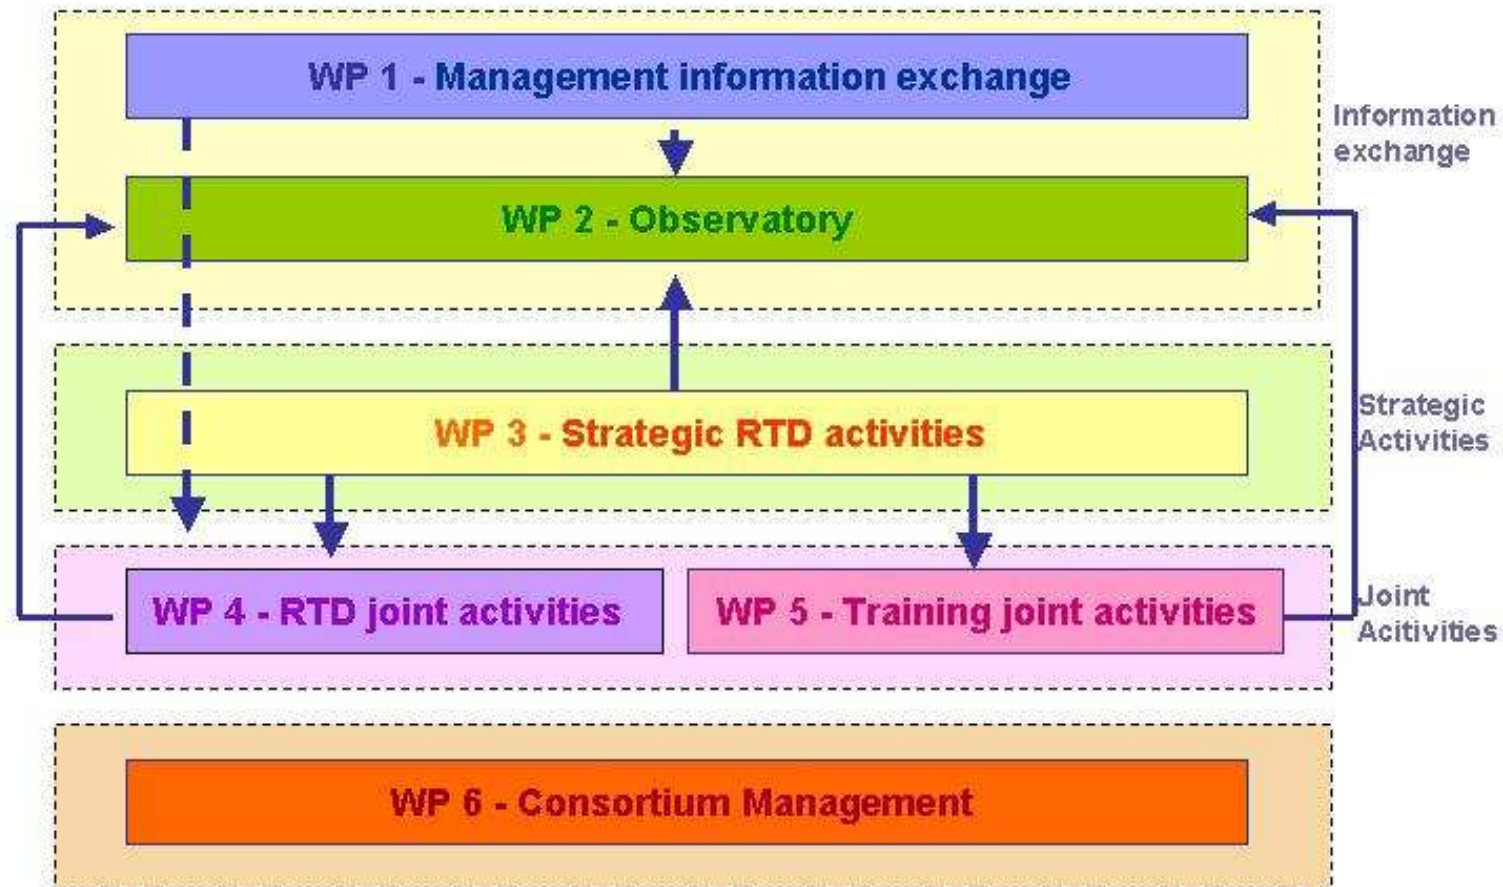 WP 1 - Management information exchange
Information
exchange
WP 2 - Observatory
WP 3 - Strategic RTD activities
Strategic
Activities
WP 4 - RTD joint activities
WP 5 - Training joint activities
Joint
Acitivities
WP 6 - Consortium Management